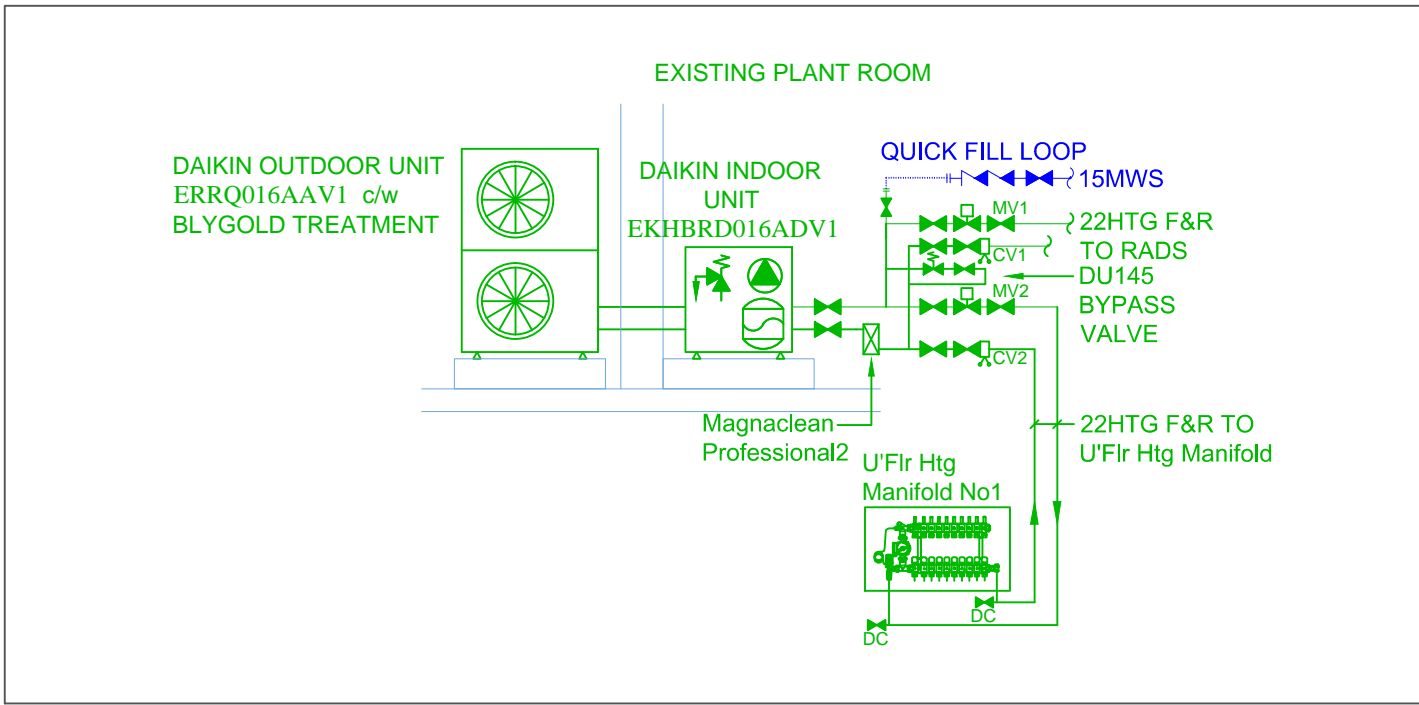 EXISTING PLANT ROOM
DAIKIN OUTDOOR UNIT
ERRQ016AAV1 c/w
BLYGOLD TREATMENT
DAIKIN INDOOR
UNIT
EKHBRD016ADV1
QUICK FILL LOOP
15MWS
MV1
22HTG F&R
TO RADS
CV1
DU145
BYPASS
VALVE
MV2
CV2
Magnaclean
Professional2
22HTG F&R TO
U'Flr Htg Manifold
U'Flr Htg
Manifold No1
DC
DC